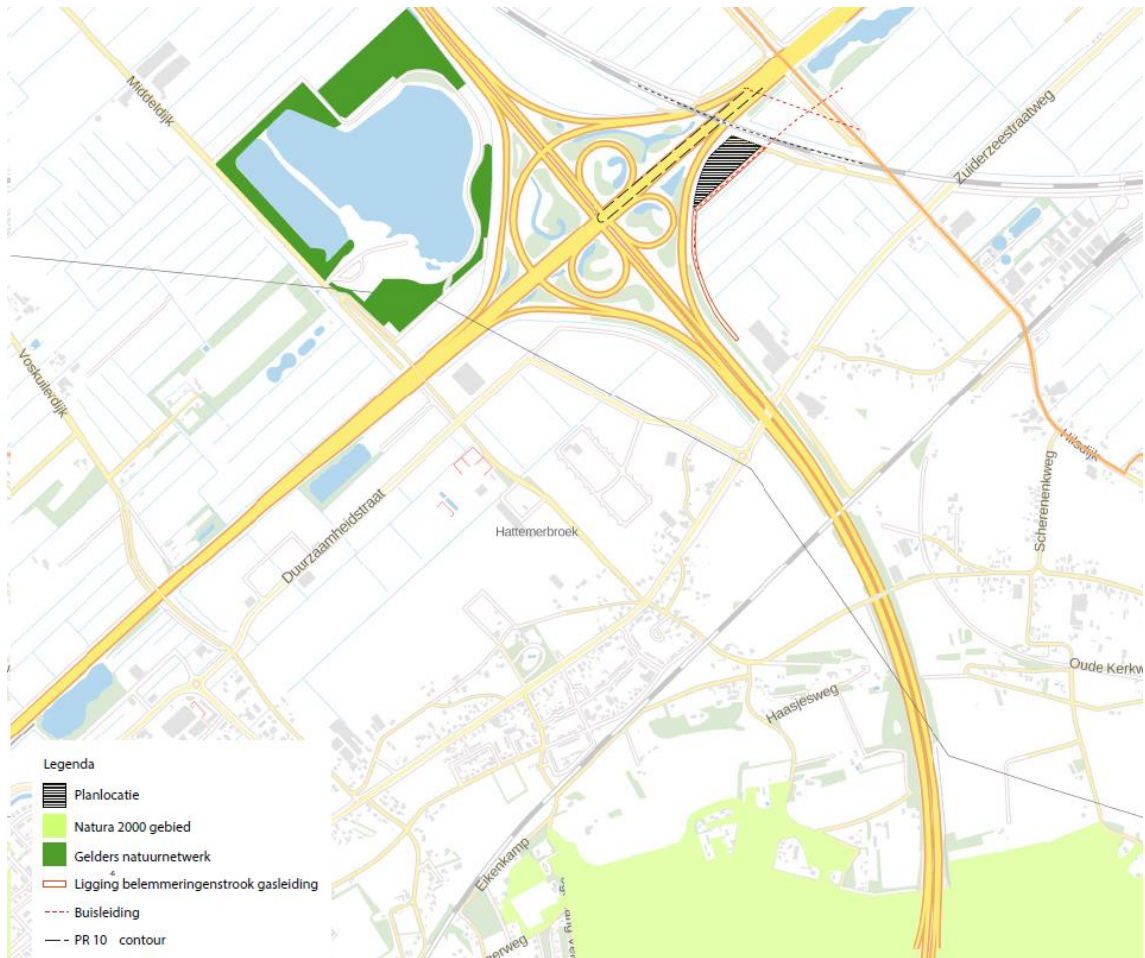 Middeldijk
Zuiderzeestraatweg
Voskuilerdijk
Hilsdijk
Scherenenkweg
Duurzaamheidstraat
Hattemerbroek
Oude Kerkw
Haasjesweg
Eikenkamp
Legenda
Planlocatie
Natura 2000 gebied
Gelders natuurnetwerk
Ligging belemmeringenstrook gasleiding
Buisleiding
PR 10 contour